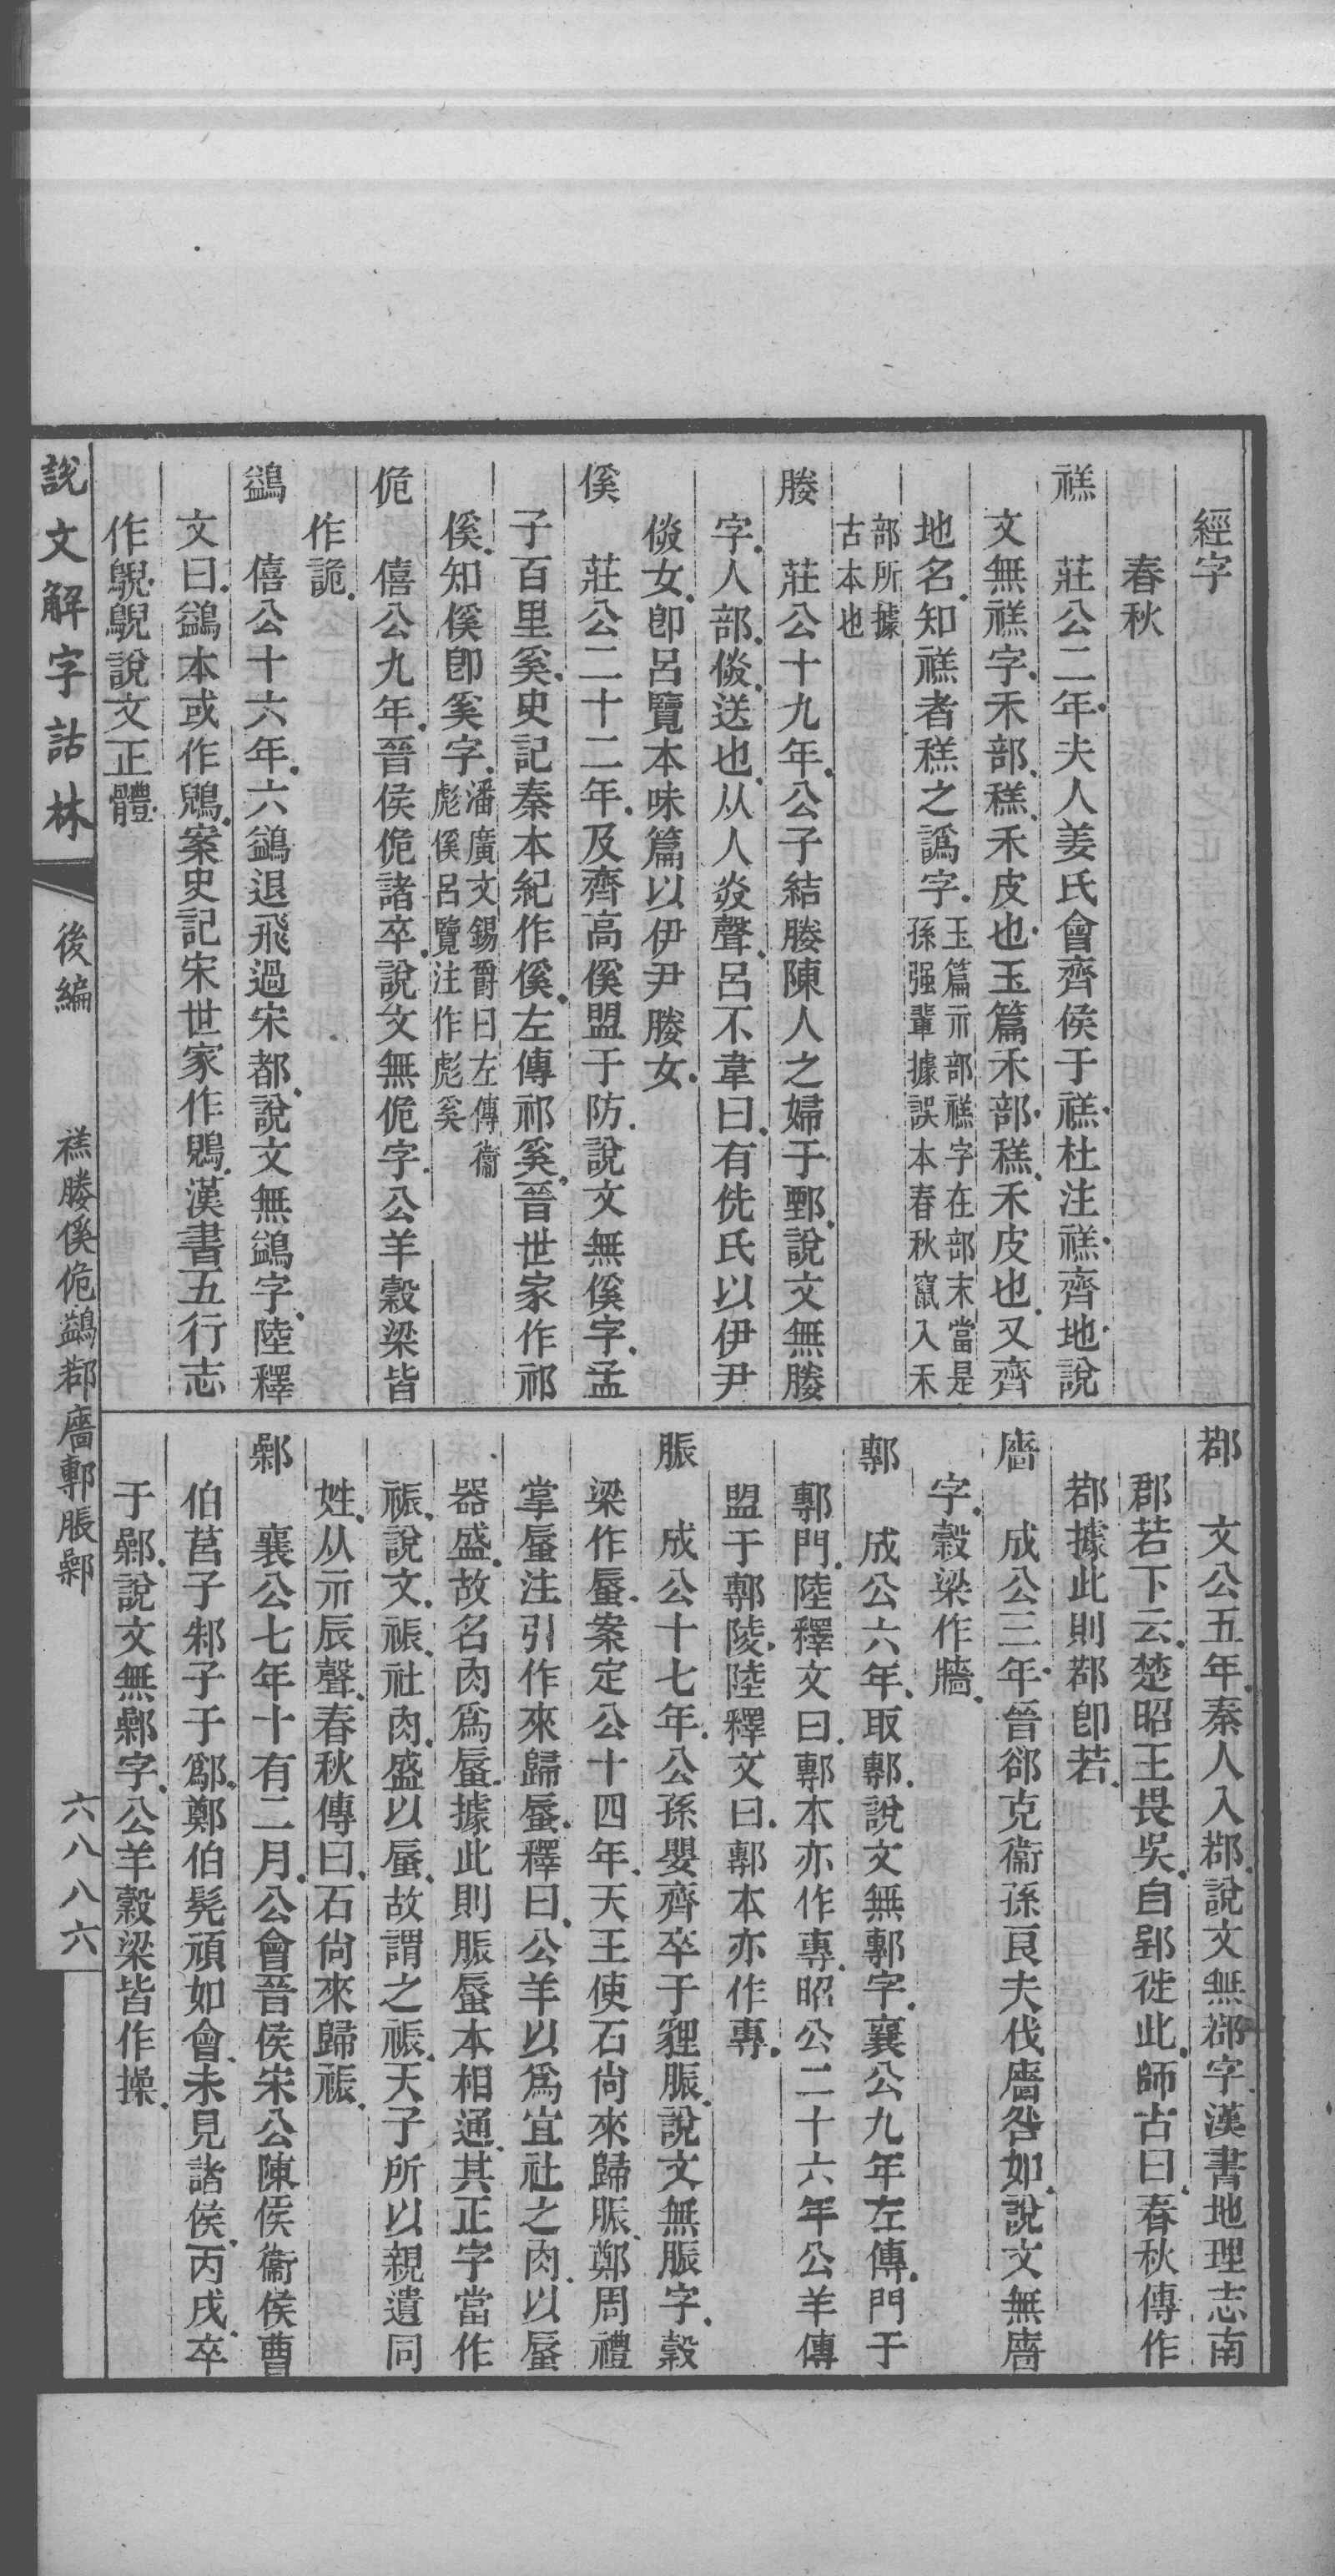 經字
春秋
禚　莊公二年夫人姜氏會齊侯于禚杜注禚齊地說
文無禚字禾部䅵禾皮也玉篇禾部䅵禾皮也又齊
地名知禚者䅵之譌字玉篇示部禚字在部末當是孫强輩據誤本春秋竄入禾
部所據古本也
媵　莊公十九年公子結媵陳人之婦于鄄說文無媵
字人部㑞送也从人灷聲呂不韋曰有侁氏以伊尹
㑞女卽呂覽本味篇以伊尹媵女
傒　莊公二十二年及齊高傒盟于防說文無傒字孟
子百里奚史記秦本紀作傒左傳祁奚晉世家作祁
傒知傒卽奚字潘廣文錫爵曰左傳衞彪傒呂覽注作彪奚
佹　僖公九年晉侯佹諸卒說文無佹字公羊穀梁皆
作詭
鷁　僖公十六年六鷁退飛過宋都說文無鷁字陸釋
文曰鷁本或作鶂案史記宋世家作鶂漢書五行志
作鶃鶃說文正體
鄀　文公五年秦人入鄀說文無鄀字漢書地理志南
郡若下云楚昭王畏吳自郢徙此師古曰春秋傳作
鄀據此則鄀卽若
廧　成公三年晉郤克衞孫良夫伐廧咎如說文無廧
字穀梁作牆
鄟　成公六年取鄟說文無鄟字襄公九年左傳門于
鄟門陸釋文曰鄟本亦作專昭公二十六年公羊傳
盟于鄟陵陸釋文曰鄟本亦作專
脤　成公十七年公孫嬰齊卒于貍脤說文無脤字穀
梁作蜃案定公十四年天王使石尚來歸脤鄭周禮
掌蜃注引作來歸蜃釋曰公羊以爲宜社之肉以蜃
器盛故名肉爲蜃據此則脤蜃本相通其正字當作
祳說文祳社肉盛以蜃故謂之祳天子所以親遺同
姓从示辰聲春秋傳曰石尚來歸祳
鄵　襄公七年十有二月公會晉侯宋公陳侯衞侯曹
伯莒子邾子于鄬鄭伯髡頑如會未見諸侯丙戌卒
于鄵說文無鄵字公羊穀梁皆作操
說文解字詁林　後編　禚媵傒佹鷁鄀廧鄟脤鄵　六八八六